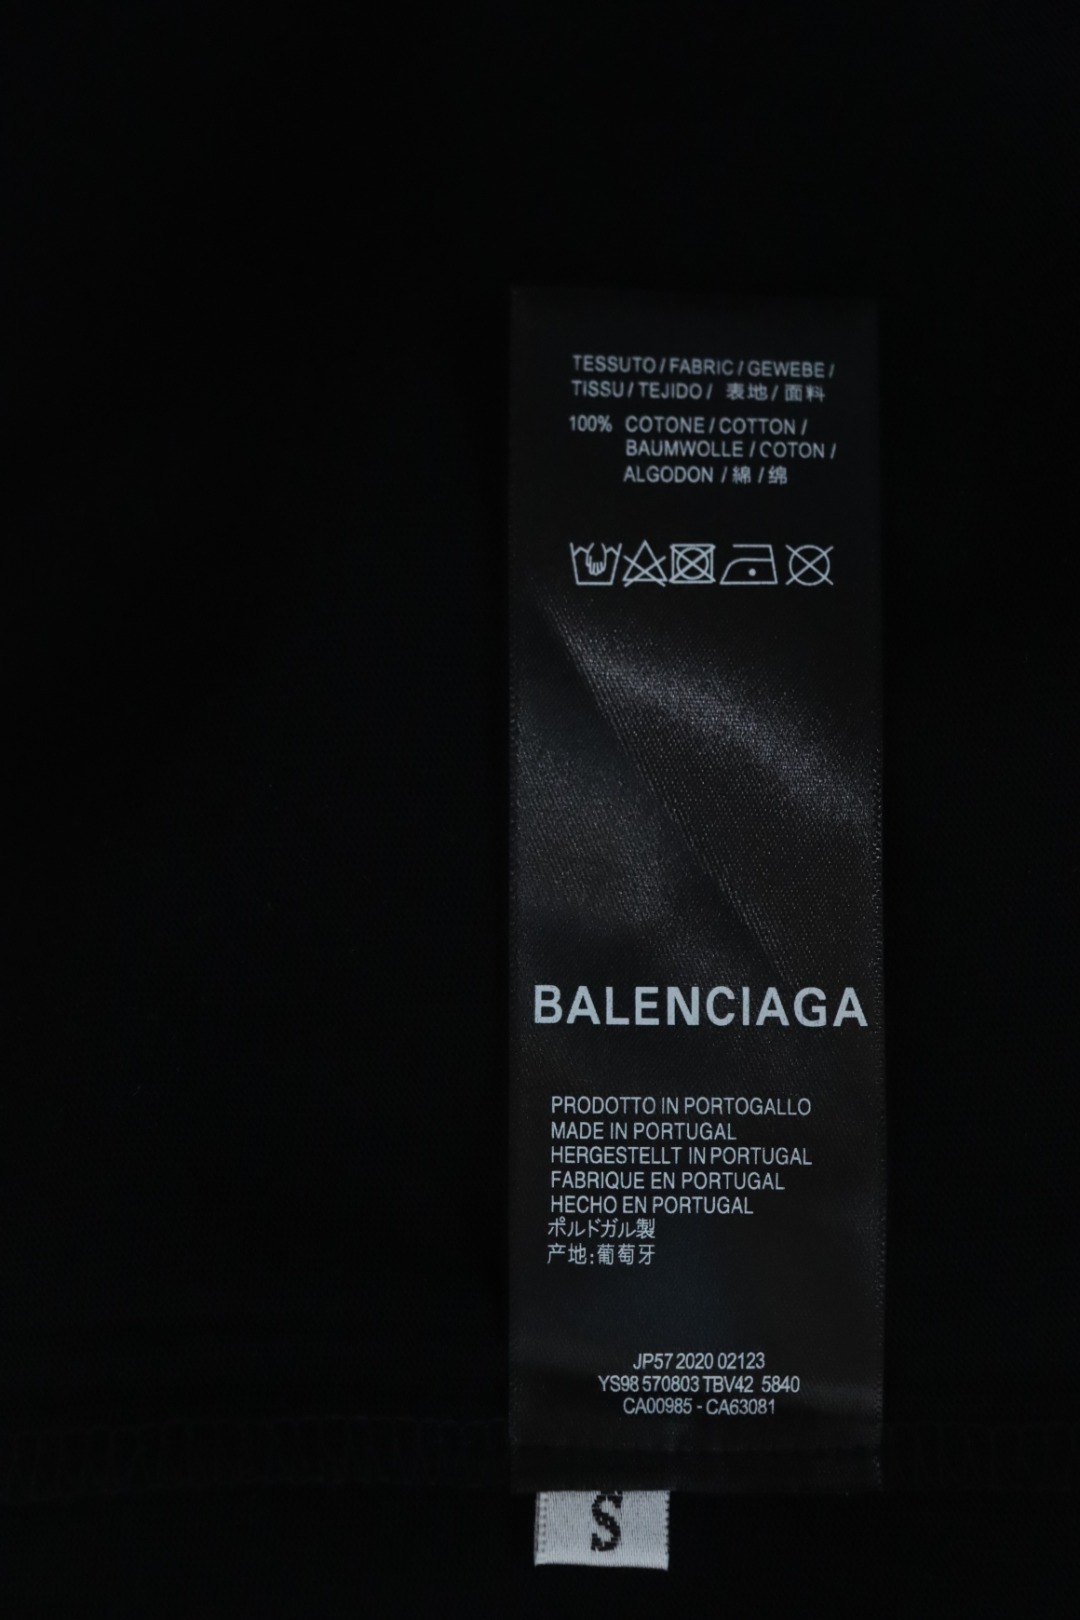 TESSUTO / FABRIC / GEWEBE /
TISSU / TEJIDO / 表地 / 面料
100% COTONE / COTTON /
BAUMWOLLE / COTON /
ALGODON / 綿 / 绵
BALENCIAGA
PRODOTTO IN PORTOGALLO
MADE IN PORTUGAL
HERGESTELLT IN PORTUGAL
FABRIQUE EN PORTUGAL
HECHO EN PORTUGAL
ポルドガル製
产地:葡萄牙
JP57 2020 02123
YS98 570803 TBV42 5840
CA00985 - CA63081
S